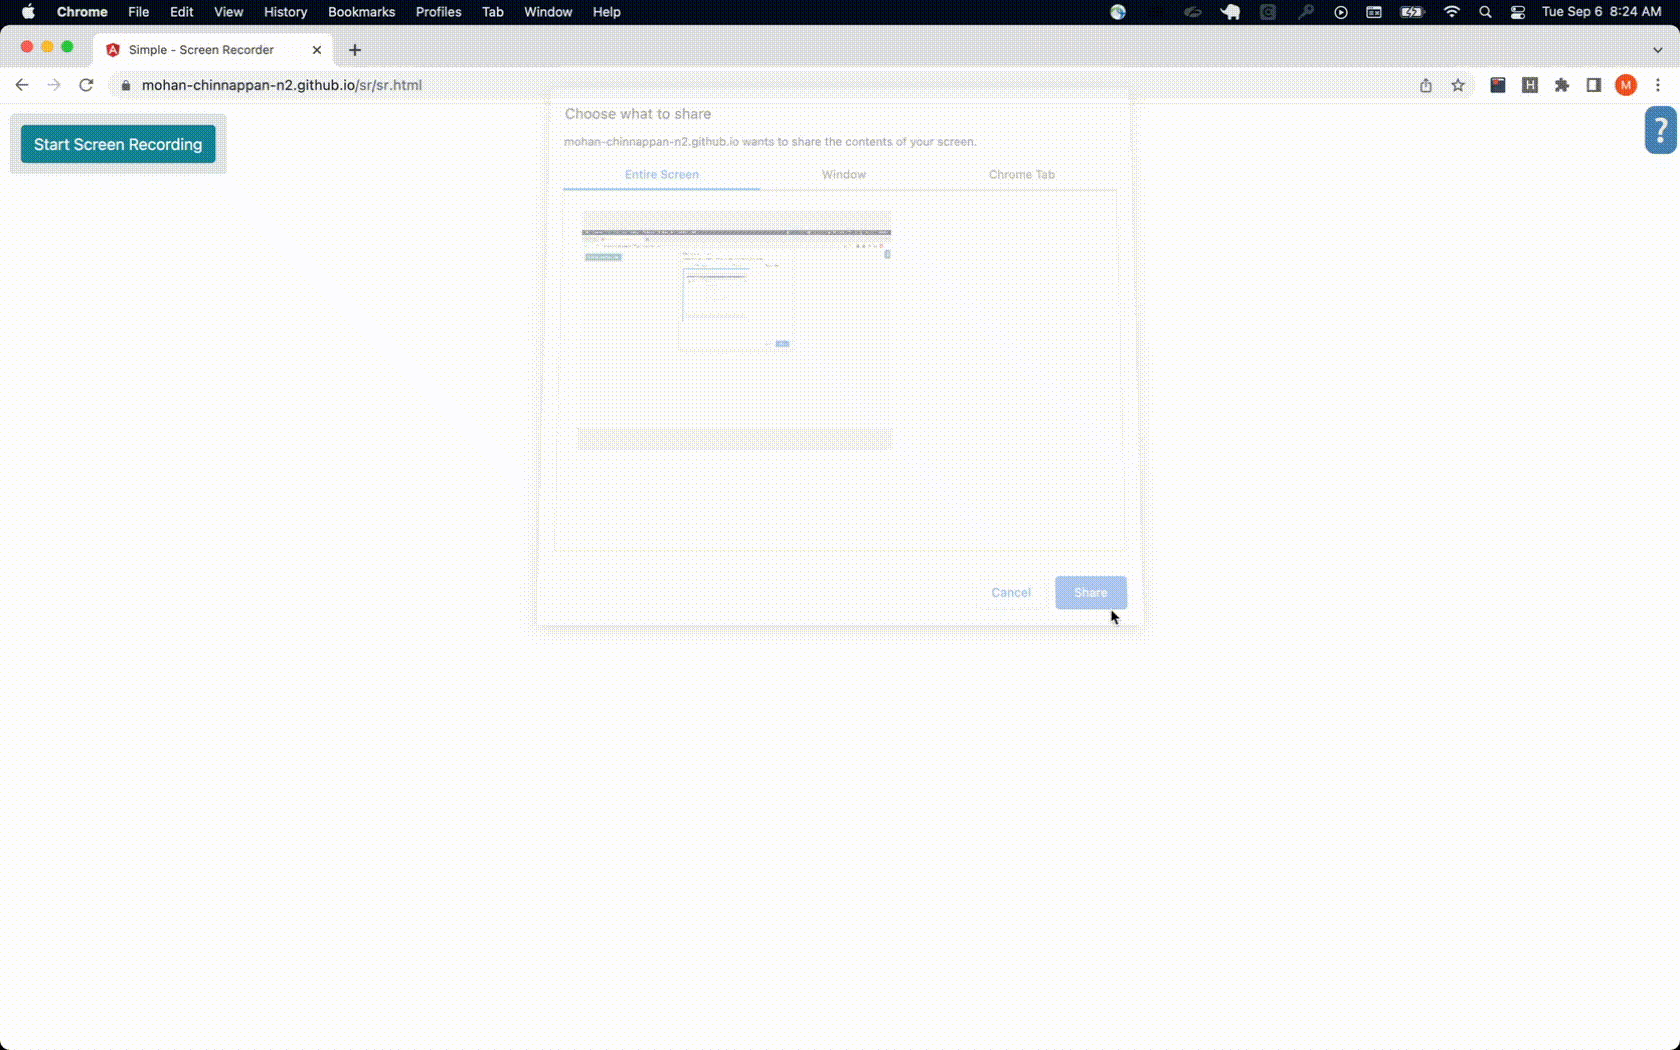 Chrome File Edit View History Bookmarks Profiles Tab Window Help Tue Sep 6 8:24 AM
Simple - Screen Recorder
mohan-chinnappan-n2.github.io/sr/sr.html
H
M
Start Screen Recording
?
Choose what to share
mohan-chinnappan-n2.github.io wants to share the contents of your screen.
Entire Screen Window Chrome Tab
Cancel Share